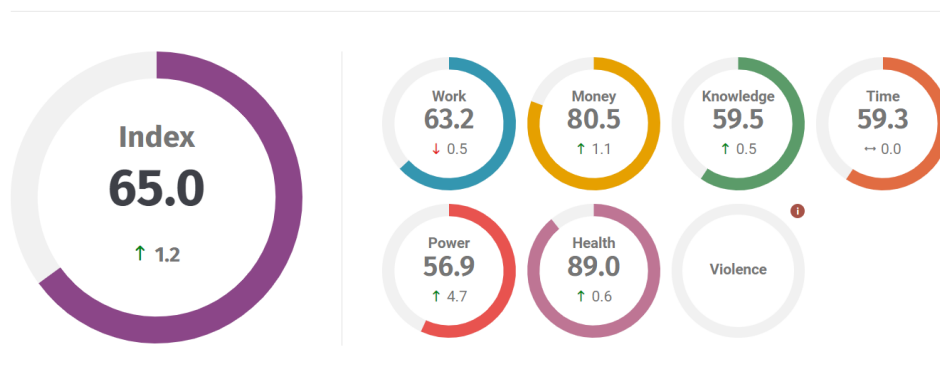 Index
65.0
↑ 1.2
Work
63.2
↓ 0.5
Money
80.5
↑ 1.1
Knowledge
59.5
↑ 0.5
Time
59.3
↔ 0.0
Power
56.9
↑ 4.7
Health
89.0
↑ 0.6
Violence
i